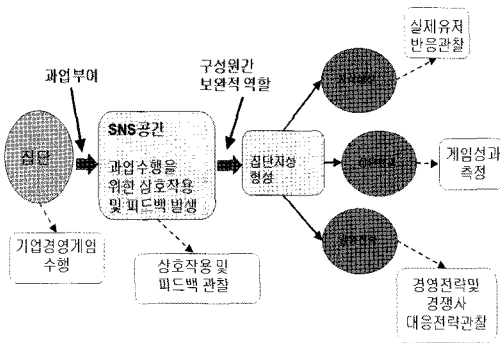 실제유저
반응관찰
과업부여
구성원간
보완적 역할
SNS공간
집단
과업수행을
위한 상호작용
및 피드백 발생
집단지성
형성
게임성과
측정
기업경영게임
수행
상호작용 및
피드백 관찰
경영전략및
경쟁사
대응전략관찰